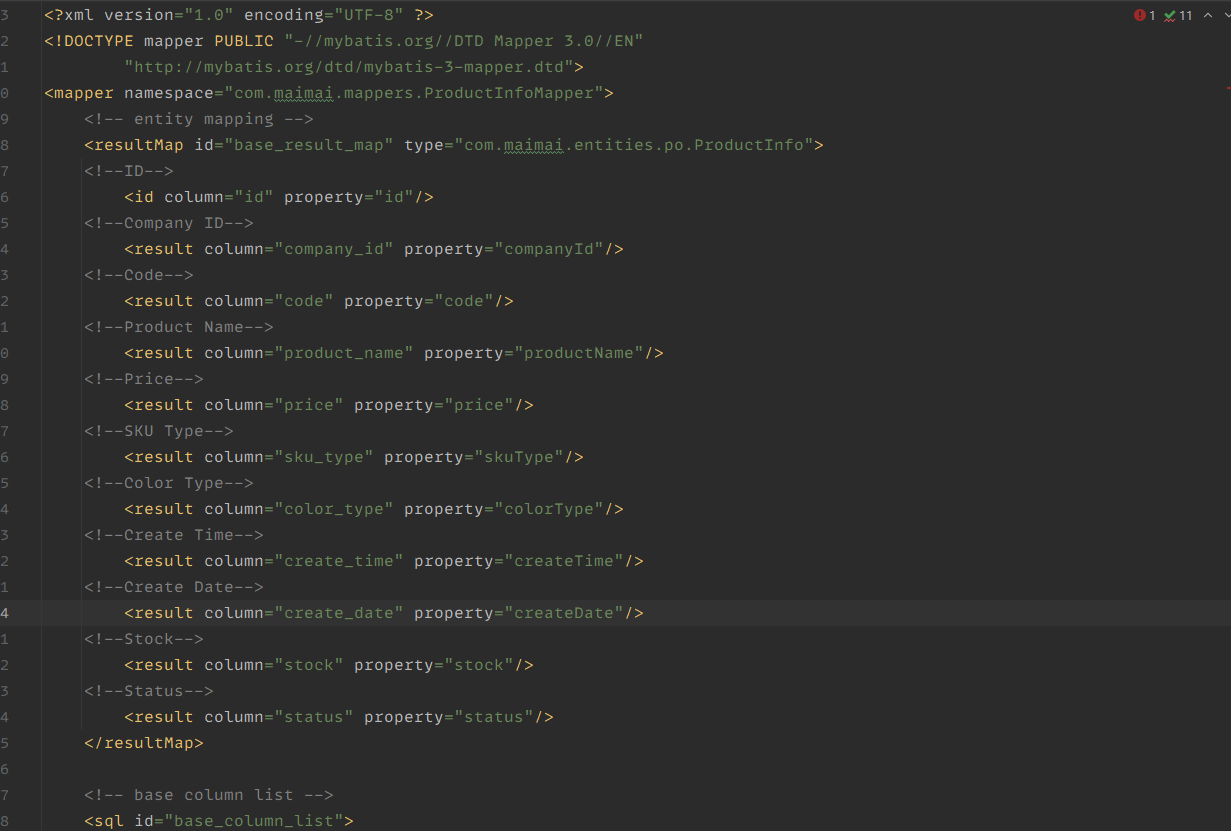 3 <?xml version="1.0" encoding="UTF-8" ?> 1 11
2 <!DOCTYPE mapper PUBLIC "-//mybatis.org//DTD Mapper 3.0//EN"
1 "http://mybatis.org/dtd/mybatis-3-mapper.dtd">
0 <mapper namespace="com.maimai.mappers.ProductInfoMapper">
9 <!-- entity mapping -->
8 <resultMap id="base_result_map" type="com.maimai.entities.po.ProductInfo">
7 <!--ID-->
6 <id column="id" property="id"/>
5 <!--Company ID-->
4 <result column="company_id" property="companyId"/>
3 <!--Code-->
2 <result column="code" property="code"/>
1 <!--Product Name-->
0 <result column="product_name" property="productName"/>
9 <!--Price-->
8 <result column="price" property="price"/>
7 <!--SKU Type-->
6 <result column="sku_type" property="skuType"/>
5 <!--Color Type-->
4 <result column="color_type" property="colorType"/>
3 <!--Create Time-->
2 <result column="create_time" property="createTime"/>
1 <!--Create Date-->
4 <result column="create_date" property="createDate"/>
1 <!--Stock-->
2 <result column="stock" property="stock"/>
3 <!--Status-->
4 <result column="status" property="status"/>
5 </resultMap>
6
7 <!-- base column list -->
8 <sql id="base_column_list">